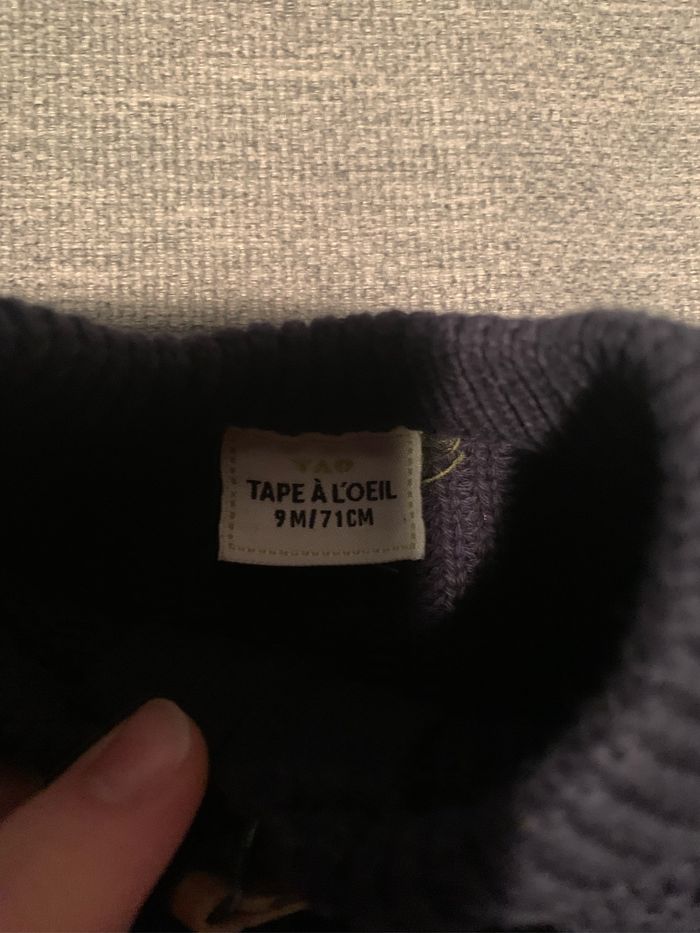 TAO
TAPE À L'OEIL
9M/71CM